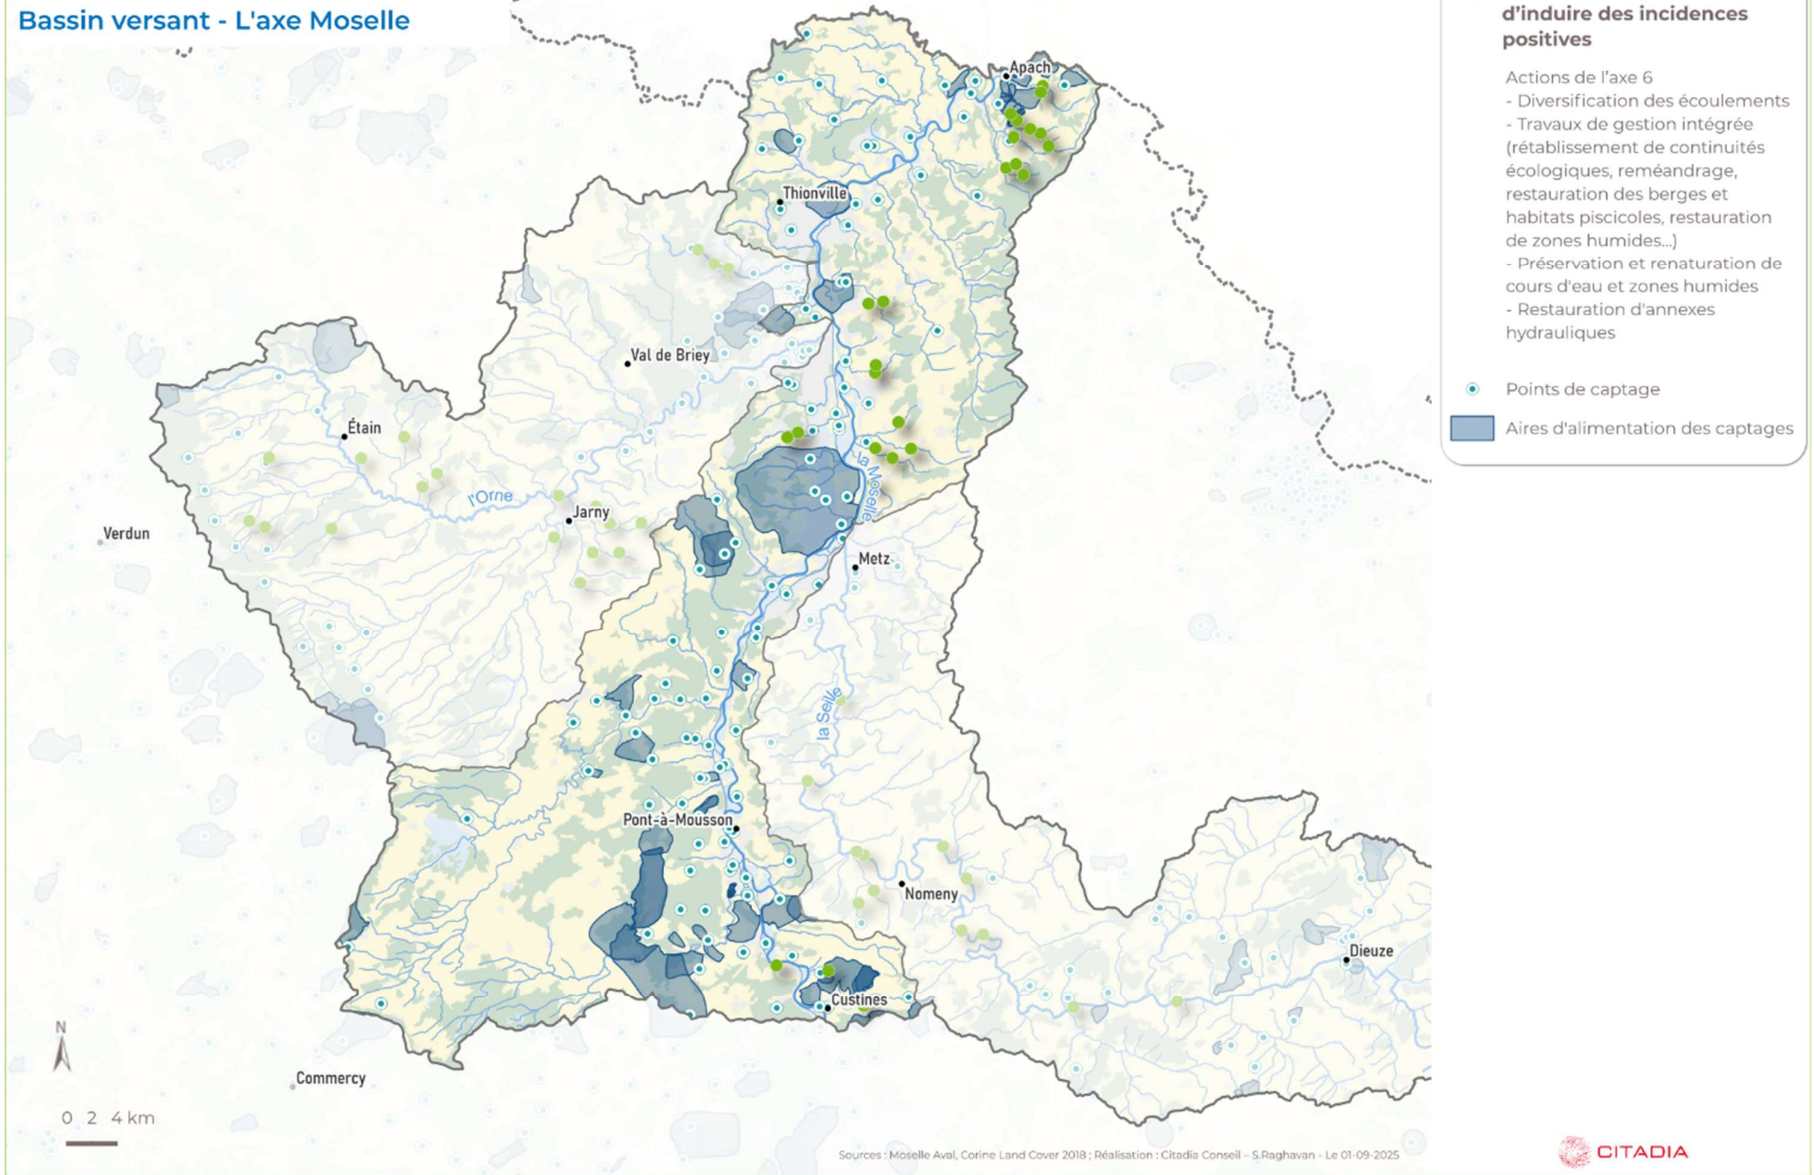 Bassin versant - L'axe Moselle
d'induire des incidences
positives
Actions de l'axe 6
- Diversification des écoulements
- Travaux de gestion intégrée
(rétablissement de continuités
écologiques, reméandrage,
restauration des berges et
habitats piscicoles, restauration
de zones humides...)
- Préservation et renaturation de
cours d'eau et zones humides
- Restauration d'annexes
hydrauliques
Points de captage
Aires d'alimentation des captages
Apach
Thionville
Val de Briey
Étain
l'Orne
la Moselle
Jarny
Verdun
Metz
la Seille
Pont-à-Mousson
Nomeny
Dieuze
Custines
N
Commercy
0 2 4 km
Sources : Moselle Aval, Corine Land Cover 2018 ; Réalisation : Citadia Conseil – S.Raghavan - Le 01-09-2025
CITADIA